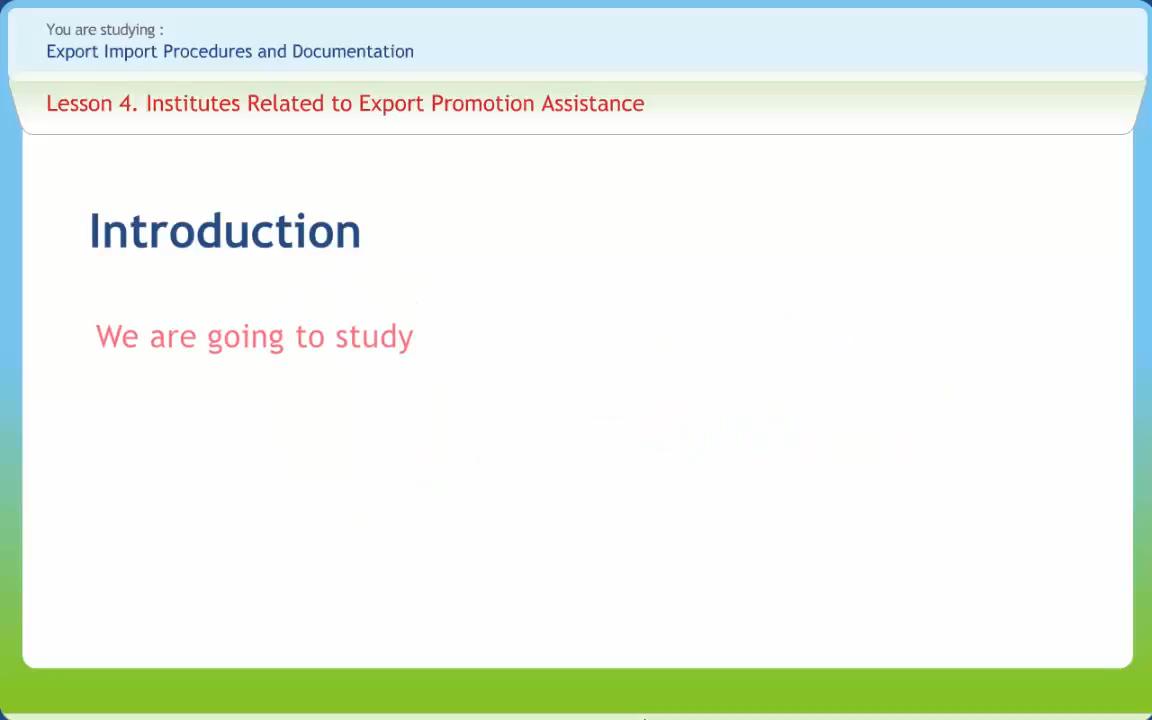 You are studying :
Export Import Procedures and Documentation
Lesson 4. Institutes Related to Export Promotion Assistance
Introduction
We are going to study